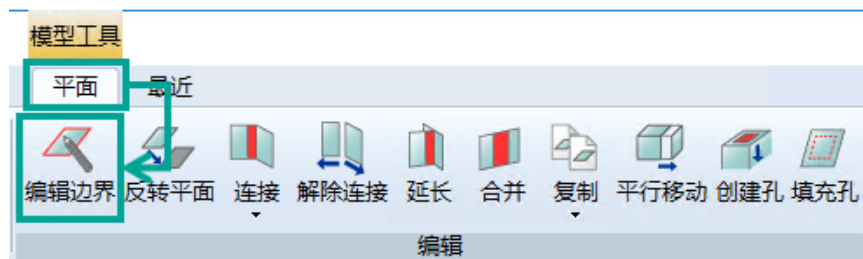 模型工具
平面 最近
编辑边界 反转平面 连接 解除连接 延长 合并 复制 平行移动 创建孔 填充孔
编辑